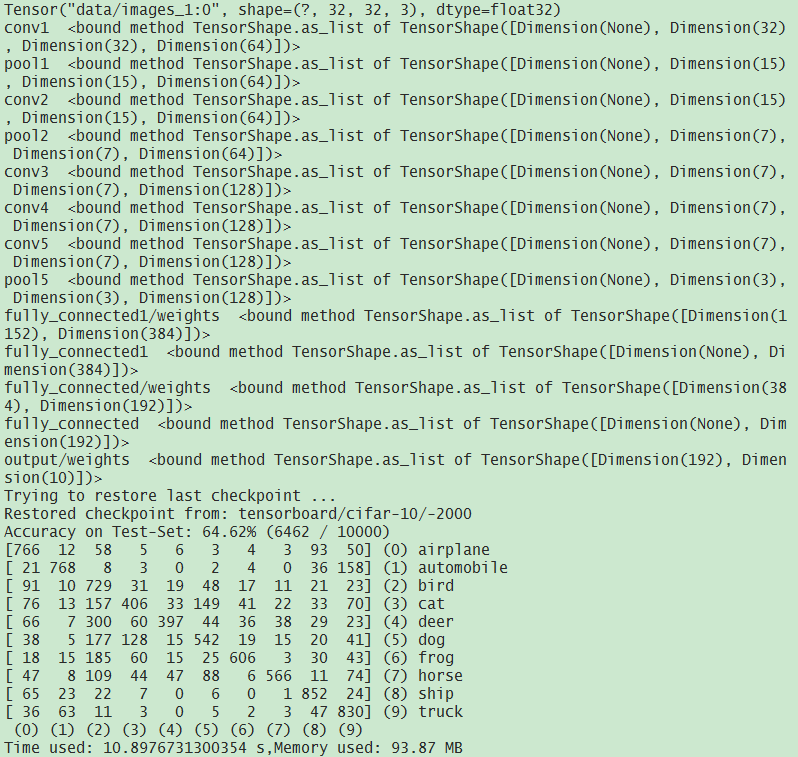 Tensor("data/images_1:0", shape=(?, 32, 32, 3), dtype=float32)
conv1  <bound method TensorShape.as_list of TensorShape([Dimension(None), Dimension(32)
, Dimension(32), Dimension(64)])>
pool1  <bound method TensorShape.as_list of TensorShape([Dimension(None), Dimension(15)
, Dimension(15), Dimension(64)])>
conv2  <bound method TensorShape.as_list of TensorShape([Dimension(None), Dimension(15)
, Dimension(15), Dimension(64)])>
pool2  <bound method TensorShape.as_list of TensorShape([Dimension(None), Dimension(7),
 Dimension(7), Dimension(64)])>
conv3  <bound method TensorShape.as_list of TensorShape([Dimension(None), Dimension(7),
 Dimension(7), Dimension(128)])>
conv4  <bound method TensorShape.as_list of TensorShape([Dimension(None), Dimension(7),
 Dimension(7), Dimension(128)])>
conv5  <bound method TensorShape.as_list of TensorShape([Dimension(None), Dimension(7),
 Dimension(7), Dimension(128)])>
pool5  <bound method TensorShape.as_list of TensorShape([Dimension(None), Dimension(3),
 Dimension(3), Dimension(128)])>
fully_connected1/weights  <bound method TensorShape.as_list of TensorShape([Dimension(1
152), Dimension(384)])>
fully_connected1  <bound method TensorShape.as_list of TensorShape([Dimension(None), Di
mension(384)])>
fully_connected/weights  <bound method TensorShape.as_list of TensorShape([Dimension(38
4), Dimension(192)])>
fully_connected  <bound method TensorShape.as_list of TensorShape([Dimension(None), Dim
ension(192)])>
output/weights  <bound method TensorShape.as_list of TensorShape([Dimension(192), Dimen
sion(10)])>
Trying to restore last checkpoint ...
Restored checkpoint from: tensorboard/cifar-10/-2000
Accuracy on Test-Set: 64.62% (6462 / 10000)
[766  12  58   5   6   3   4   3  93  50] (0) airplane
[ 21 768   8   3   0   2   4   0  36 158] (1) automobile
[ 91  10 729  31  19  48  17  11  21  23] (2) bird
[ 76  13 157 406  33 149  41  22  33  70] (3) cat
[ 66   7 300  60 397  44  36  38  29  23] (4) deer
[ 38   5 177 128  15 542  19  15  20  41] (5) dog
[ 18  15 185  60  15  25 606   3  30  43] (6) frog
[ 47   8 109  44  47  88   6 566  11  74] (7) horse
[ 65  23  22   7   0   6   0   1 852  24] (8) ship
[ 36  63  11   3   0   5   2   3  47 830] (9) truck
 (0) (1) (2) (3) (4) (5) (6) (7) (8) (9)
Time used: 10.8976731300354 s,Memory used: 93.87 MB